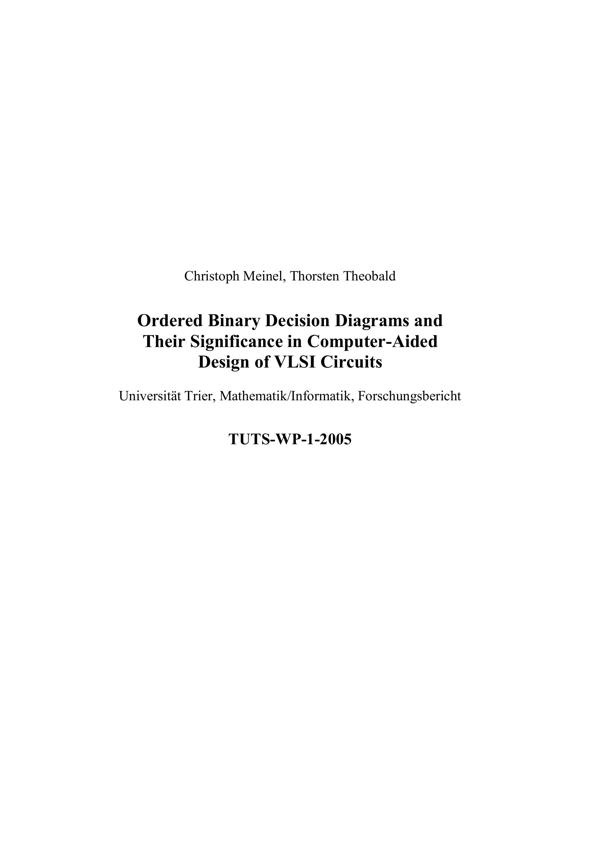 Christoph Meinel, Thorsten Theobald
Ordered Binary Decision Diagrams and
Their Significance in Computer-Aided
Design of VLSI Circuits
Universität Trier, Mathematik/Informatik, Forschungsbericht
TUTS-WP-1-2005